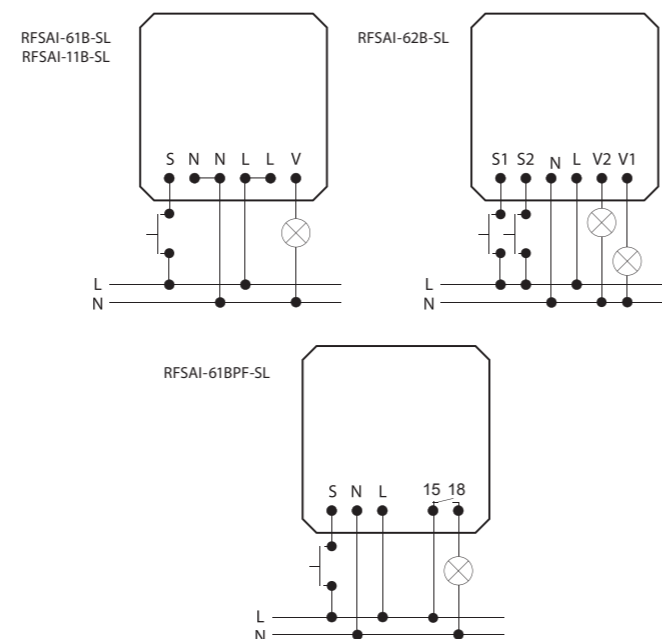 RFSAI-61B-SL
RFSAI-11B-SL
S N N L L V
L
N
RFSAI-62B-SL
S1 S2 N L V2 V1
L
N
RFSAI-61BPF-SL
S N L 15 18
L
N